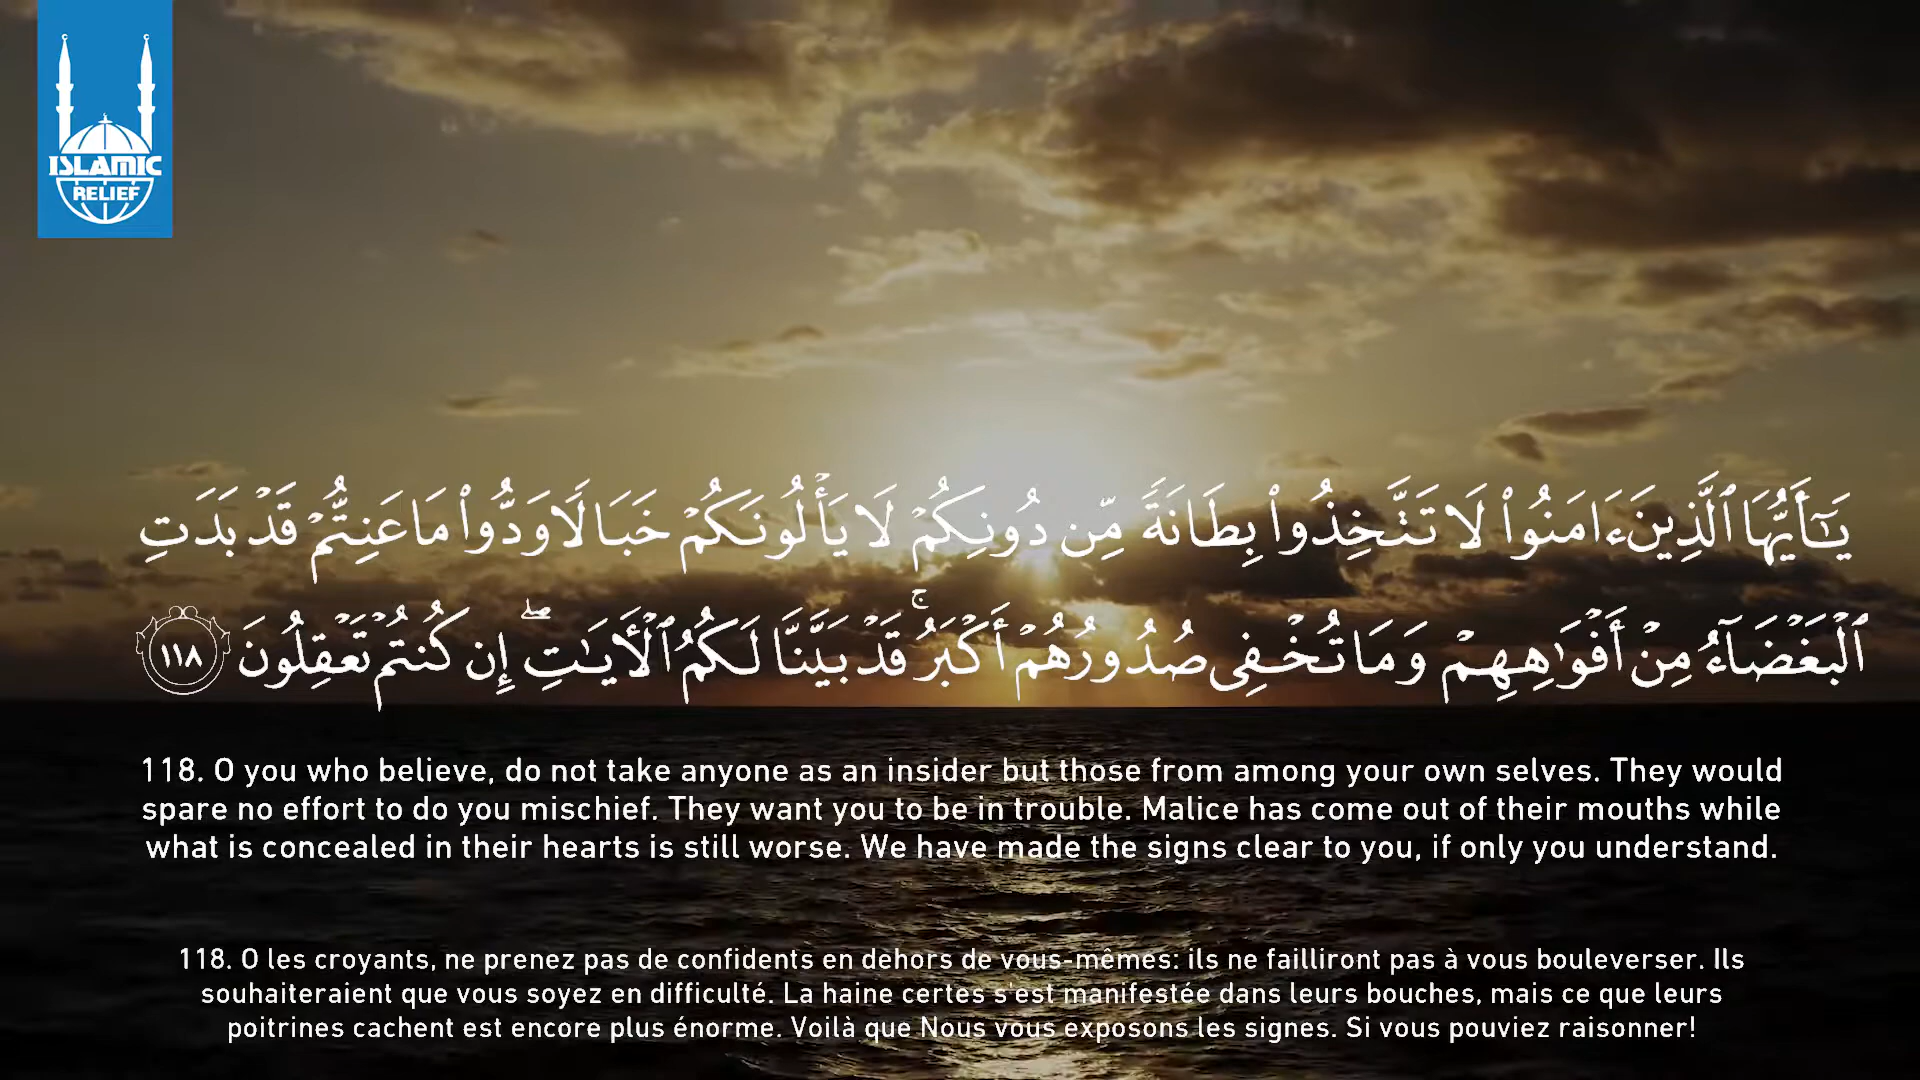 ISLAMIC
RELIEF
يَـٰٓأَيُّهَا ٱلَّذِينَ ءَامَنُوا۟ لَا تَتَّخِذُوا۟ بِطَانَةً مِّن دُونِكُمْ لَا يَأْلُونَكُمْ خَبَالًا وَدُّوا۟ مَا عَنِتُّمْ قَدْ بَدَتِ
ٱلْبَغْضَآءُ مِنْ أَفْوَٰهِهِمْ وَمَا تُخْفِى صُدُورُهُمْ أَكْبَرُ ۚ قَدْ بَيَّنَّا لَكُمُ ٱلْـَٔايَـٰتِ ۖ إِن كُنتُمْ تَعْقِلُونَ ١١٨
118. O you who believe, do not take anyone as an insider but those from among your own selves. They would
spare no effort to do you mischief. They want you to be in trouble. Malice has come out of their mouths while
what is concealed in their hearts is still worse. We have made the signs clear to you, if only you understand.
118. O les croyants, ne prenez pas de confidents en dehors de vous-mêmes: ils ne failliront pas à vous bouleverser. Ils
souhaiteraient que vous soyez en difficulté. La haine certes s'est manifestée dans leurs bouches, mais ce que leurs
poitrines cachent est encore plus énorme. Voilà que Nous vous exposons les signes. Si vous pouviez raisonner!